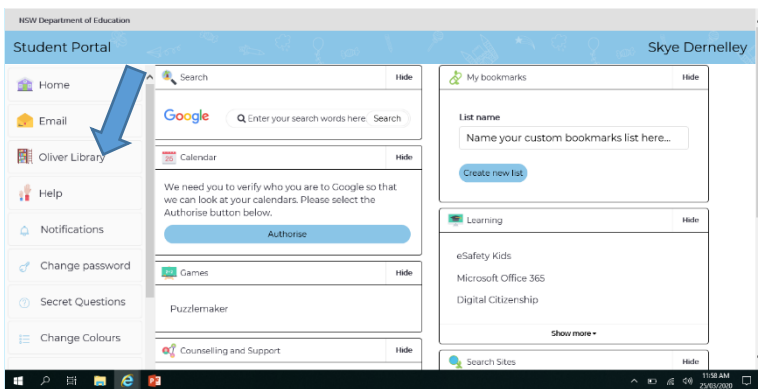 NSW Department of Education
Student Portal
Skye Dernelley
Home
Email
Oliver Library
Help
Notifications
Change password
Secret Questions
Change Colours
Search
Hide
Google
Enter your search words here
Search
Calendar
Hide
We need you to verify who you are to Google so that
we can look at your calendars. Please select the
Authorise button below.
Authorise
Games
Hide
Puzzlemaker
Counselling and Support
Hide
My bookmarks
Hide
List name
Name your custom bookmarks list here...
Create new list
Learning
Hide
eSafety Kids
Microsoft Office 365
Digital Citizenship
Show more
Search Sites
Hide
11:58 AM
25/03/2020